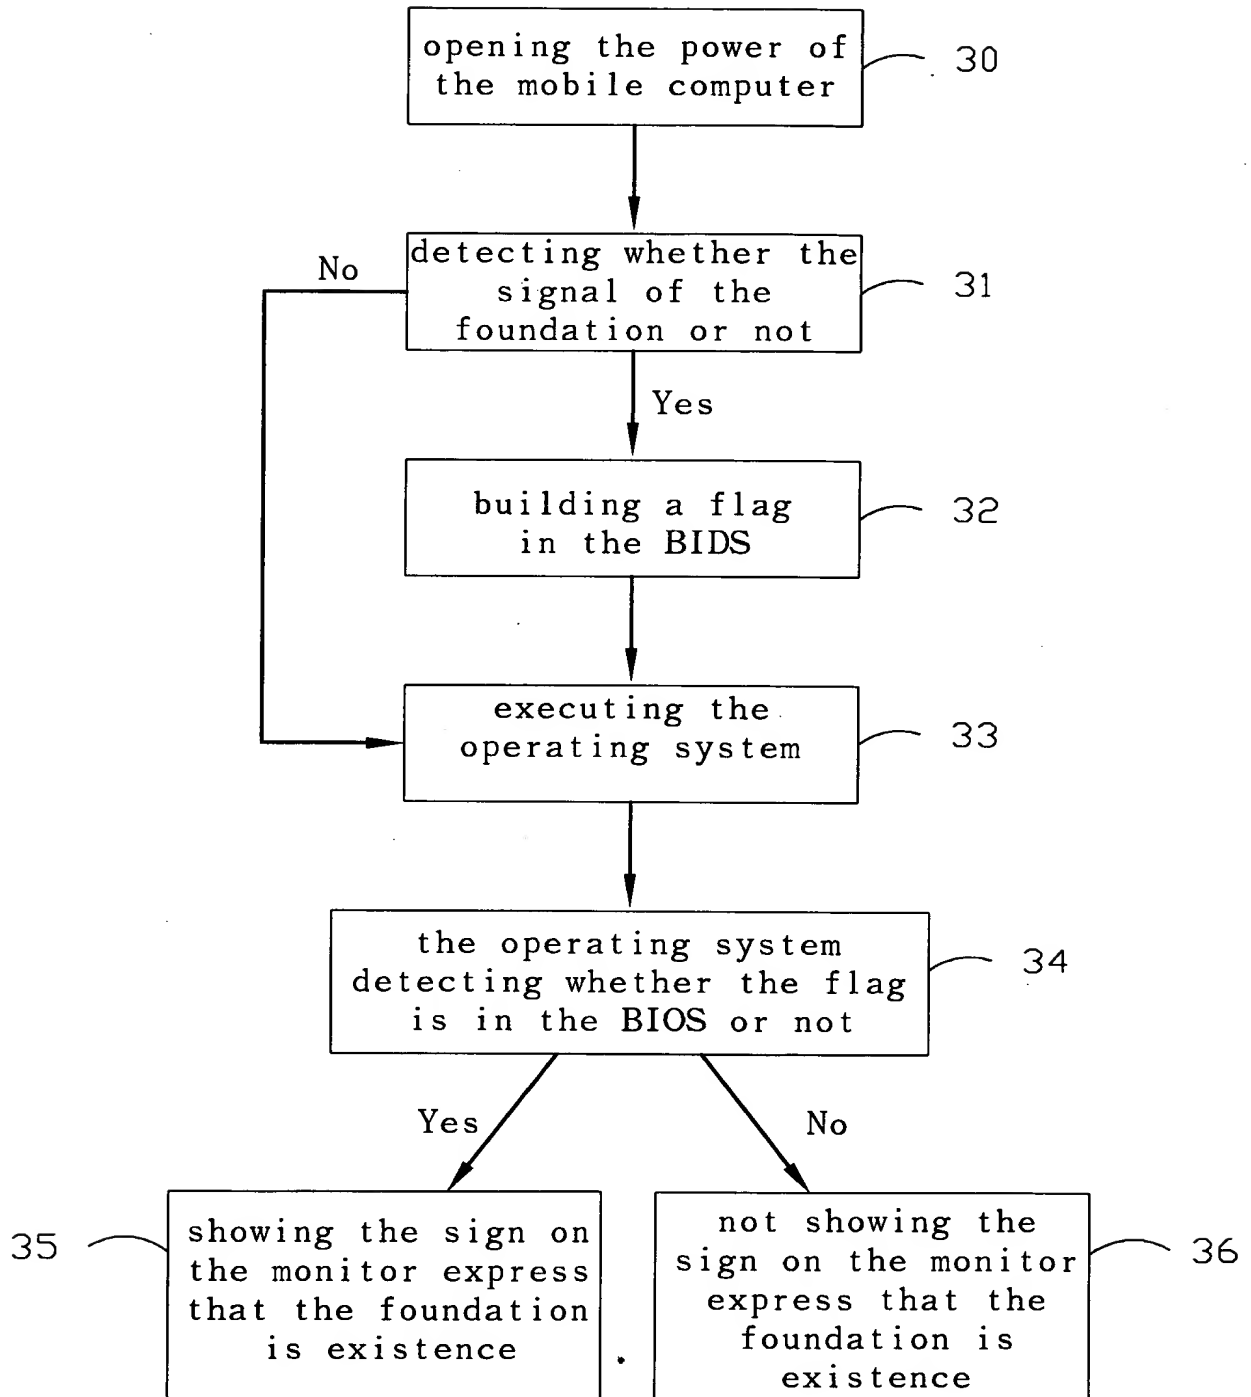 opening the power of
the mobile computer
30
detecting whether the
signal of the
foundation or not
31
No
Yes
building a flag
in the BIDS
32
executing the
operating system
33
the operating system
detecting whether the flag
is in the BIOS or not
34
Yes
No
showing the sign on
the monitor express
that the foundation
is existence
35
not showing the
sign on the monitor
express that the
foundation is
existence
36